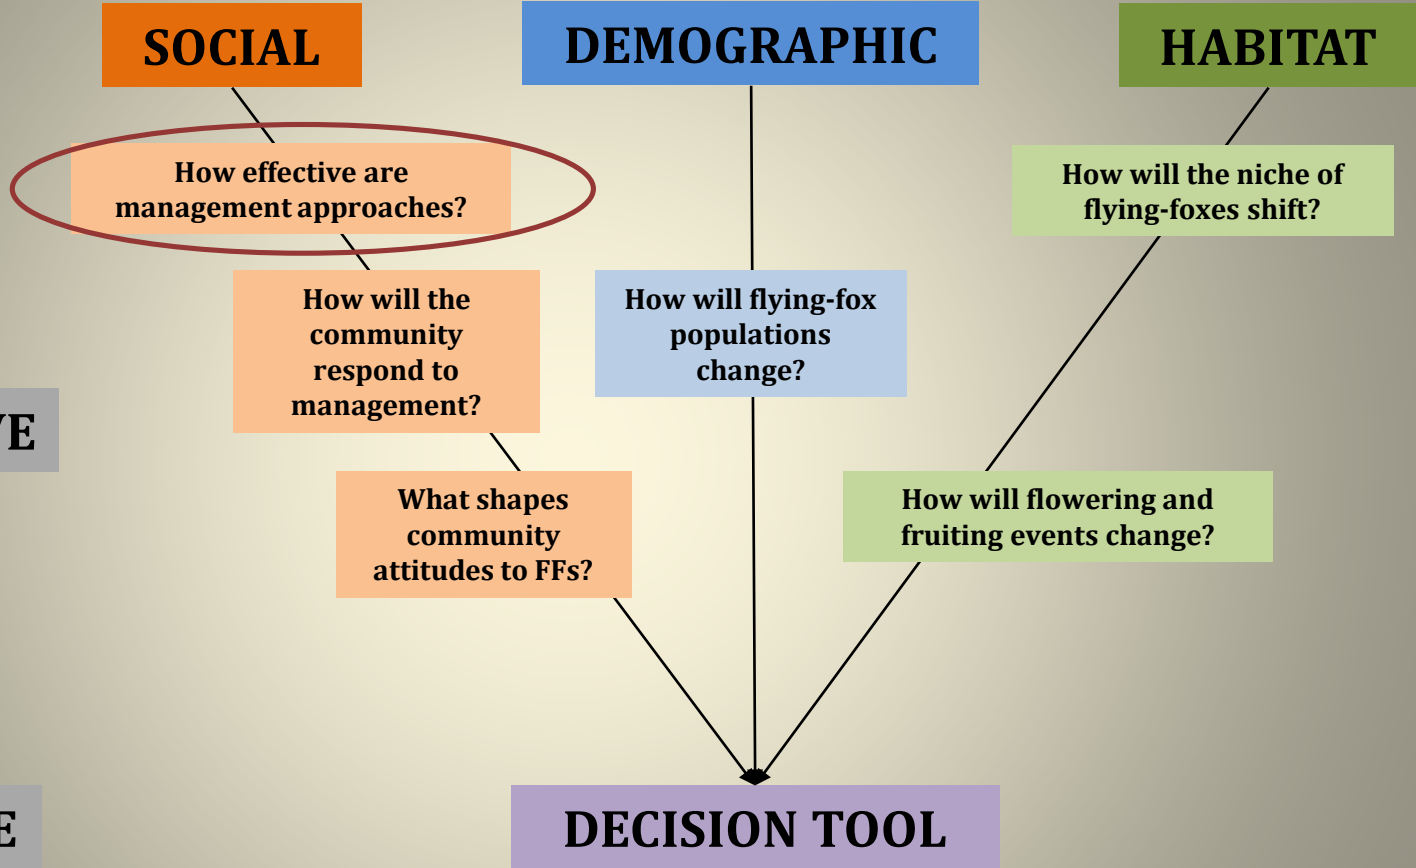 SOCIAL
DEMOGRAPHIC
HABITAT
How effective are
management approaches?
How will the niche of
flying-foxes shift?
How will the
community
respond to
management?
How will flying-fox
populations
change?
What shapes
community
attitudes to FFs?
How will flowering and
fruiting events change?
DECISION TOOL